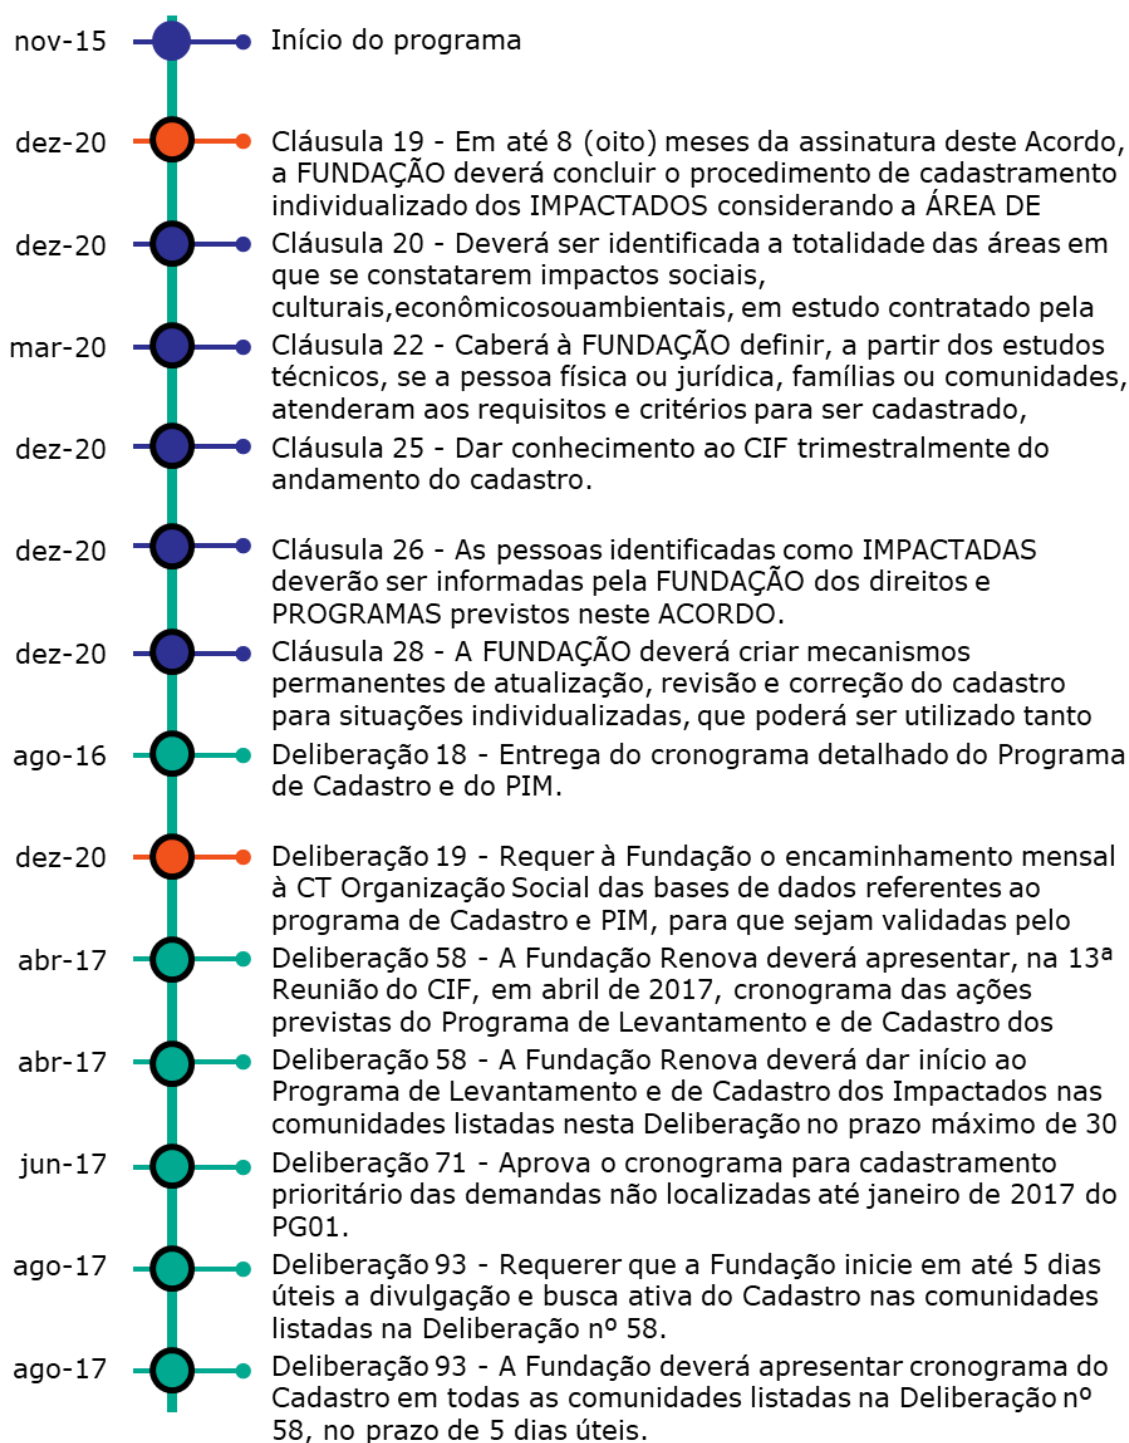 nov-15 Início do programa
dez-20 Cláusula 19 - Em até 8 (oito) meses da assinatura deste Acordo,
a FUNDAÇÃO deverá concluir o procedimento de cadastramento
individualizado dos IMPACTADOS considerando a ÁREA DE
dez-20 Cláusula 20 - Deverá ser identificada a totalidade das áreas em
que se constatarem impactos sociais,
culturais,econômicosouambientais, em estudo contratado pela
mar-20 Cláusula 22 - Caberá à FUNDAÇÃO definir, a partir dos estudos
técnicos, se a pessoa física ou jurídica, famílias ou comunidades,
atenderam aos requisitos e critérios para ser cadastrado,
dez-20 Cláusula 25 - Dar conhecimento ao CIF trimestralmente do
andamento do cadastro.
dez-20 Cláusula 26 - As pessoas identificadas como IMPACTADAS
deverão ser informadas pela FUNDAÇÃO dos direitos e
PROGRAMAS previstos neste ACORDO.
dez-20 Cláusula 28 - A FUNDAÇÃO deverá criar mecanismos
permanentes de atualização, revisão e correção do cadastro
para situações individualizadas, que poderá ser utilizado tanto
ago-16 Deliberação 18 - Entrega do cronograma detalhado do Programa
de Cadastro e do PIM.
dez-20 Deliberação 19 - Requer à Fundação o encaminhamento mensal
à CT Organização Social das bases de dados referentes ao
programa de Cadastro e PIM, para que sejam validadas pelo
abr-17 Deliberação 58 - A Fundação Renova deverá apresentar, na 13ª
Reunião do CIF, em abril de 2017, cronograma das ações
previstas do Programa de Levantamento e de Cadastro dos
abr-17 Deliberação 58 - A Fundação Renova deverá dar início ao
Programa de Levantamento e de Cadastro dos Impactados nas
comunidades listadas nesta Deliberação no prazo máximo de 30
jun-17 Deliberação 71 - Aprova o cronograma para cadastramento
prioritário das demandas não localizadas até janeiro de 2017 do
PG01.
ago-17 Deliberação 93 - Requerer que a Fundação inicie em até 5 dias
úteis a divulgação e busca ativa do Cadastro nas comunidades
listadas na Deliberação nº 58.
ago-17 Deliberação 93 - A Fundação deverá apresentar cronograma do
Cadastro em todas as comunidades listadas na Deliberação nº
58, no prazo de 5 dias úteis.